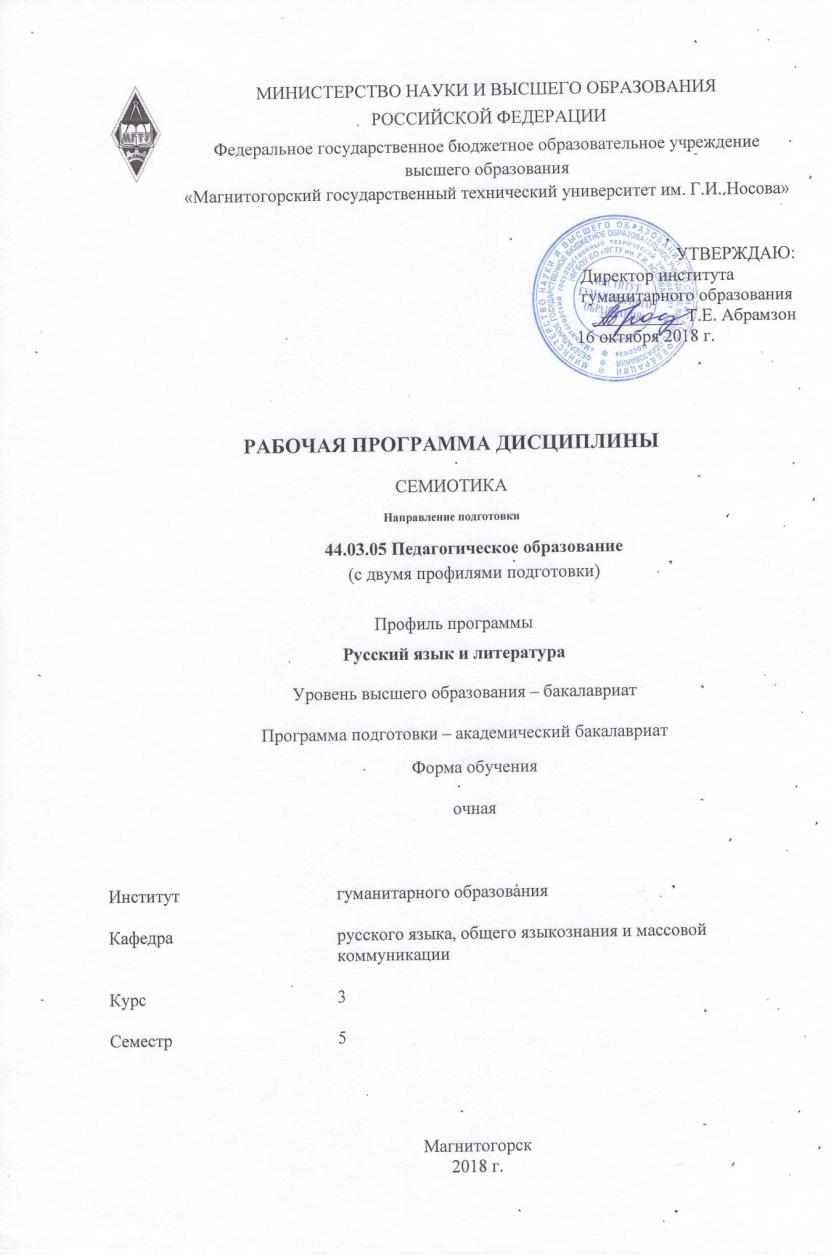 МИНИСТЕРСТВО НАУКИ И ВЫСШЕГО ОБРАЗОВАНИЯ
РОССИЙСКОЙ ФЕДЕРАЦИИ
Федеральное государственное бюджетное образовательное учреждение
высшего образования
«Магнитогорский государственный технический университет им. Г.И. Носова»
МГТУ
УТВЕРЖДАЮ:
Директор института
гуманитарного образования
Т.Е. Абрамзон
16 октября 2018 г.
РАБОЧАЯ ПРОГРАММА ДИСЦИПЛИНЫ
СЕМИОТИКА
Направление подготовки
44.03.05 Педагогическое образование
(с двумя профилями подготовки)
Профиль программы
Русский язык и литература
Уровень высшего образования – бакалавриат
Программа подготовки – академический бакалавриат
Форма обучения
очная
Институт гуманитарного образования
Кафедра русского языка, общего языкознания и массовой
коммуникации
Курс 3
Семестр 5
Магнитогорск
2018 г.